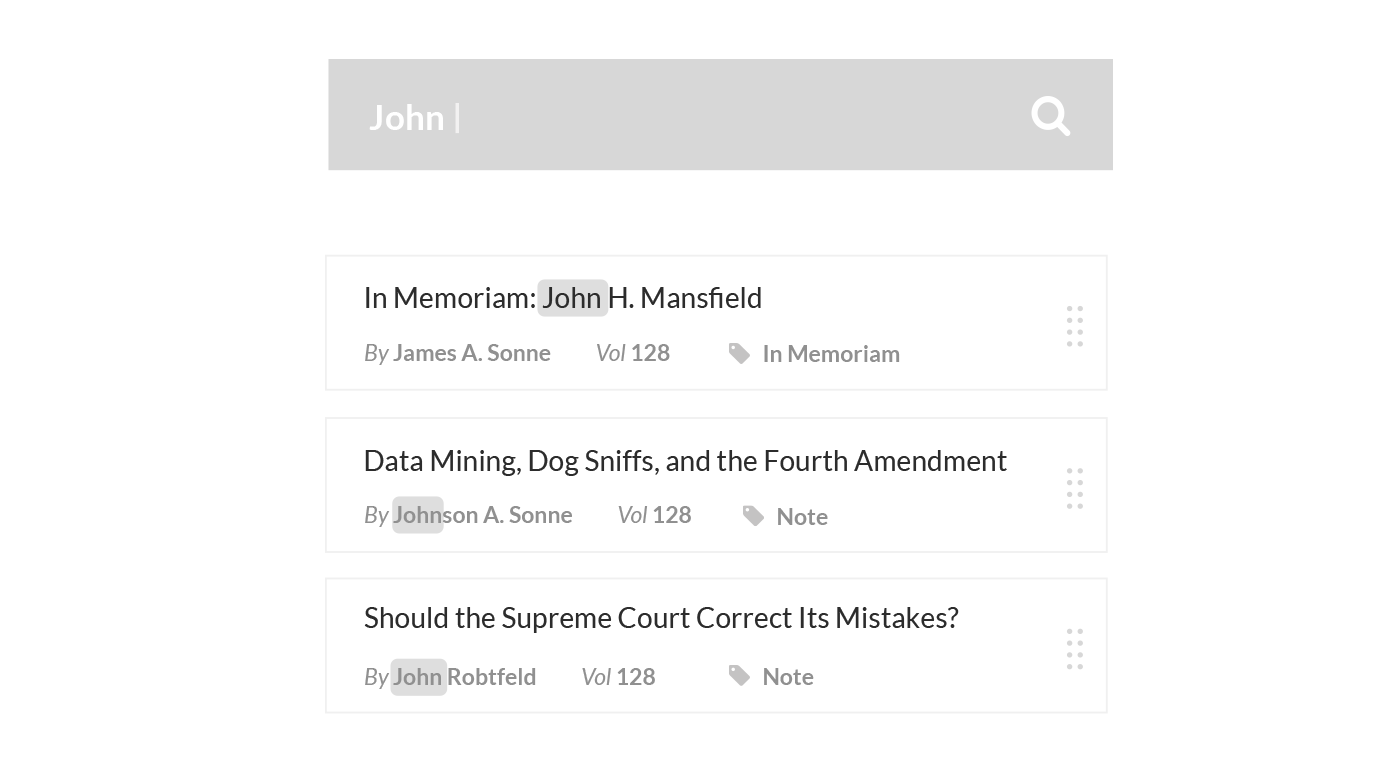 John
In Memoriam: John H. Mansfield
By James A. Sonne Vol 128 In Memoriam
Data Mining, Dog Sniffs, and the Fourth Amendment
By Johnson A. Sonne Vol 128 Note
Should the Supreme Court Correct Its Mistakes?
By John Robtfeld Vol 128 Note